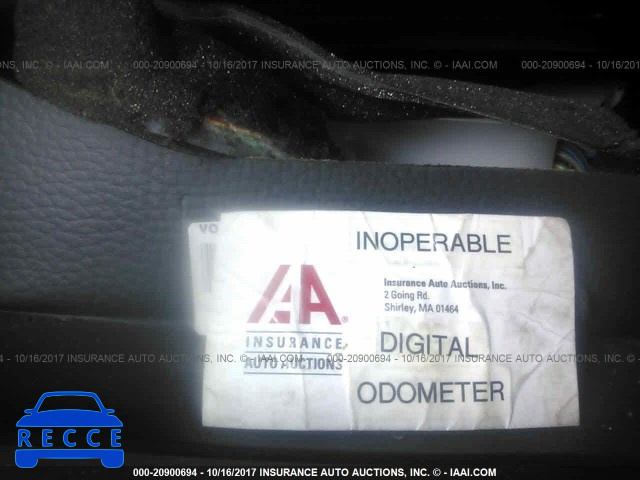 000-20900694 - 10/16/2017 INSURANCE AUTO AUCTIONS, INC. - © IAAI.COM
VO
INOPERABLE
IAA®
INSURANCE
AUTO AUCTIONS
Insurance Auto Auctions, Inc.
2 Going Rd.
Shirley, MA 01464
DIGITAL
ODOMETER
000-20900694 - 10/16/2017 INSURANCE AUTO AUCTIONS, INC. - © IAAI.COM
RECCE
000-20900694 - 10/16/2017 INSURANCE AUTO AUCTIONS, INC. - © IAAI.COM